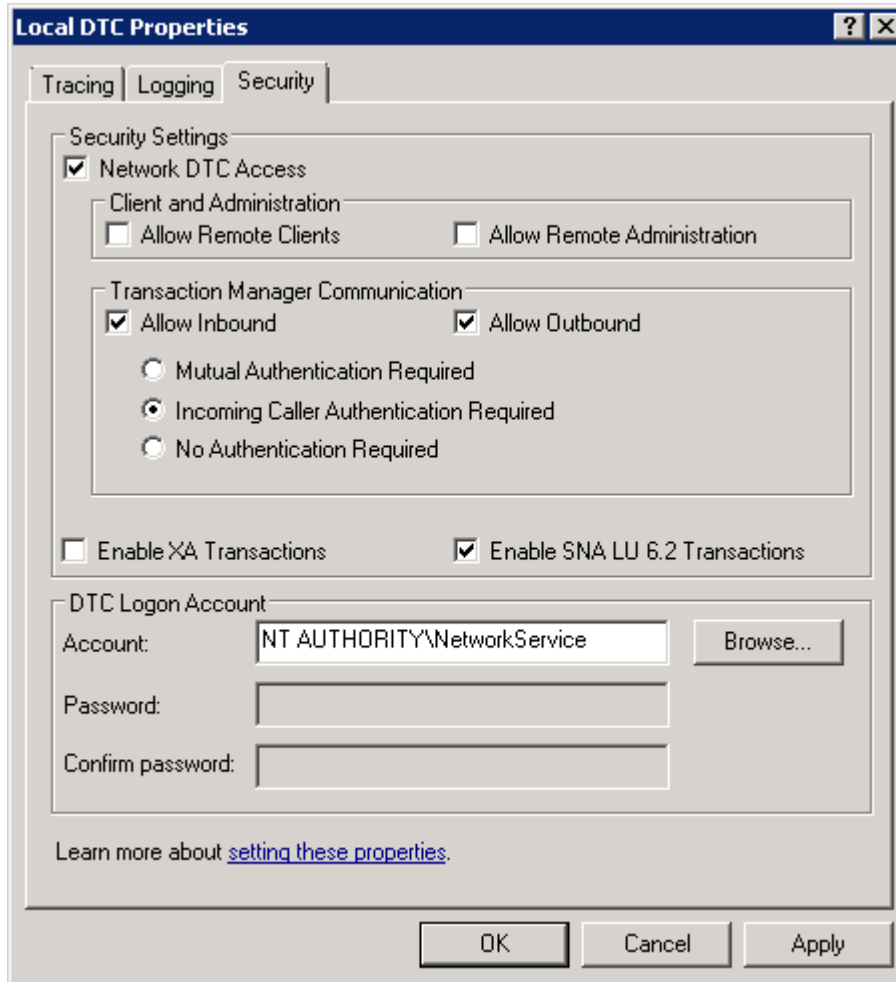 Local DTC Properties
Tracing Logging Security
Security Settings
Network DTC Access
Client and Administration
Allow Remote Clients Allow Remote Administration
Transaction Manager Communication
Allow Inbound Allow Outbound
Mutual Authentication Required
Incoming Caller Authentication Required
No Authentication Required
Enable XA Transactions Enable SNA LU 6.2 Transactions
DTC Logon Account
Account: NT AUTHORITY\NetworkService Browse...
Password:
Confirm password:
Learn more about setting these properties.
OK Cancel Apply